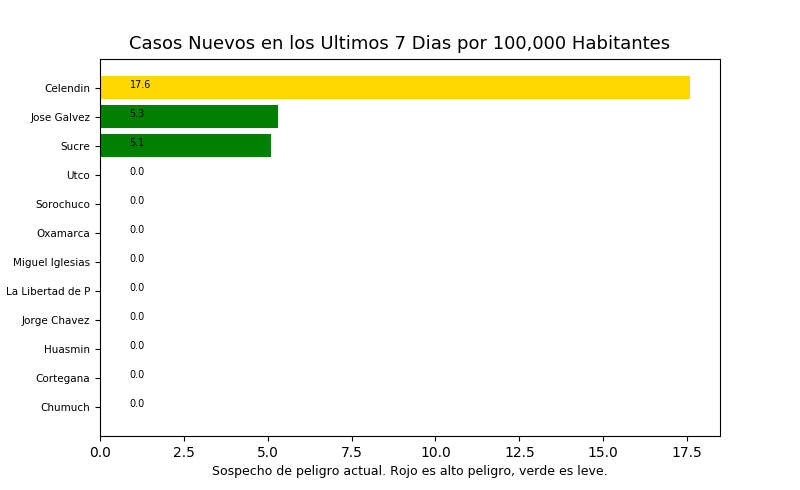 Casos Nuevos en los Ultimos 7 Dias por 100,000 Habitantes
Celendin 17.6
Jose Galvez 5.3
Sucre 5.1
Utco 0.0
Sorochuco 0.0
Oxamarca 0.0
Miguel Iglesias 0.0
La Libertad de P 0.0
Jorge Chavez 0.0
Huasmin 0.0
Cortegana 0.0
Chumuch 0.0
0.0 2.5 5.0 7.5 10.0 12.5 15.0 17.5
Sospecho de peligro actual. Rojo es alto peligro, verde es leve.